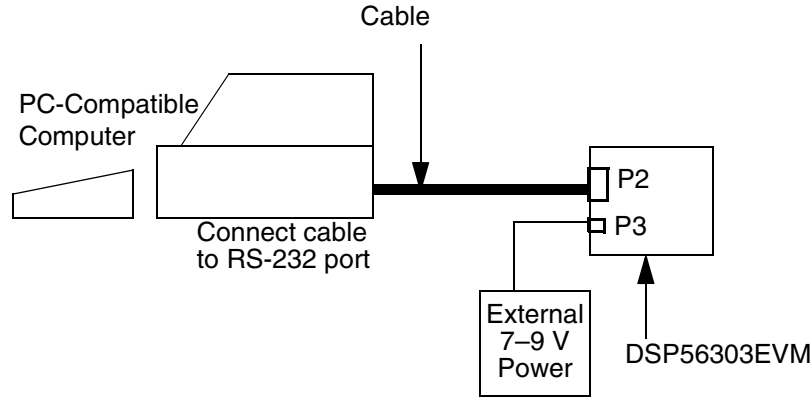 Cable
PC-Compatible
Computer
P2
P3
Connect cable
to RS-232 port
External
7–9 V
Power
DSP56303EVM